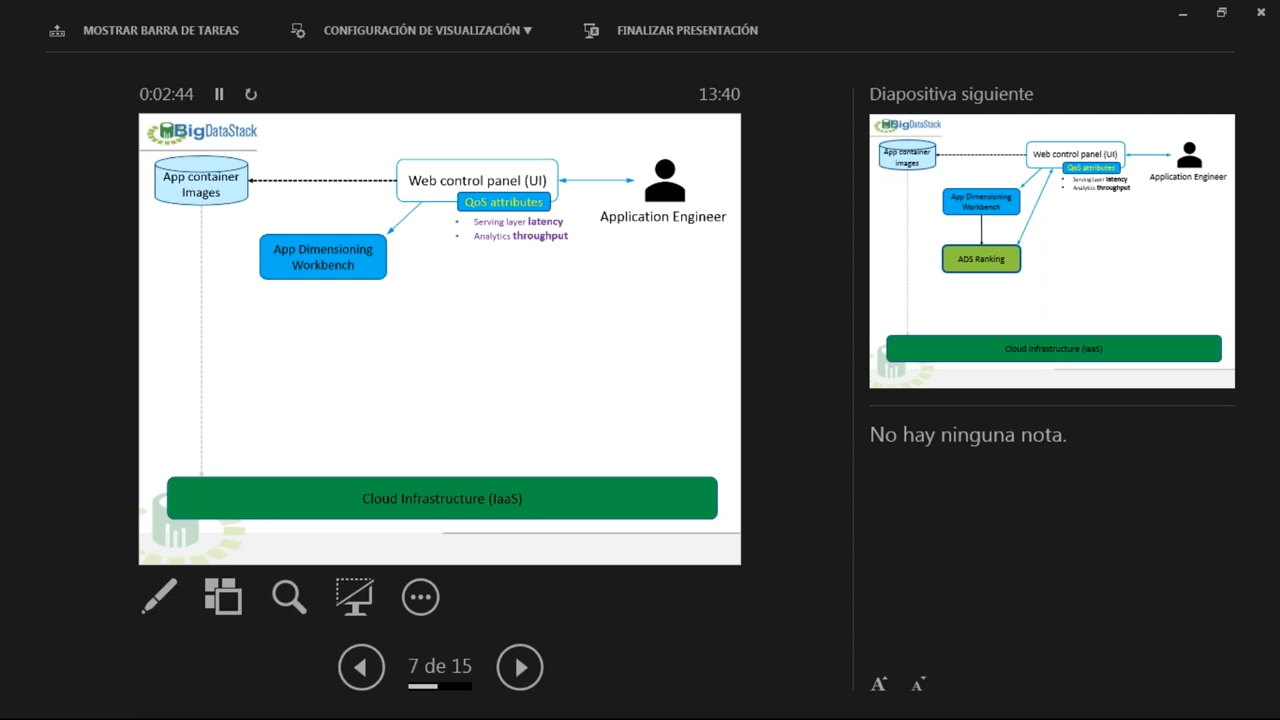 MOSTRAR BARRA DE TAREAS
CONFIGURACIÓN DE VISUALIZACIÓN ▼
FINALIZAR PRESENTACIÓN
0:02:44
13:40
BigDataStack
App container
Images
Web control panel (UI)
QoS attributes
• Serving layer latency
• Analytics throughput
Application Engineer
App Dimensioning
Workbench
Cloud Infrastructure (IaaS)
7 de 15
Diapositiva siguiente
BigDataStack
App container
images
Web control panel (UI)
QoS attributes
• Serving layer latency
• Analytics throughput
Application Engineer
App Dimensioning
Workbench
ADS Ranking
Cloud Infrastructure (IaaS)
No hay ninguna nota.
A A